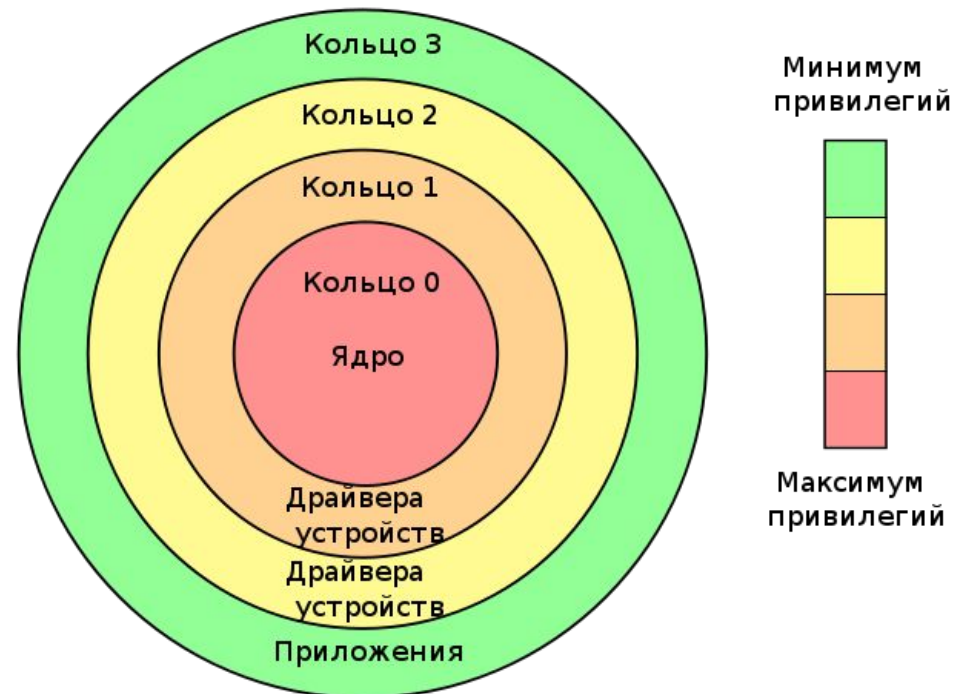 Кольцо 3
Кольцо 2
Кольцо 1
Кольцо 0
Ядро
Драйвера
устройств
Драйвера
устройств
Приложения
Минимум
привилегий
Максимум
привилегий